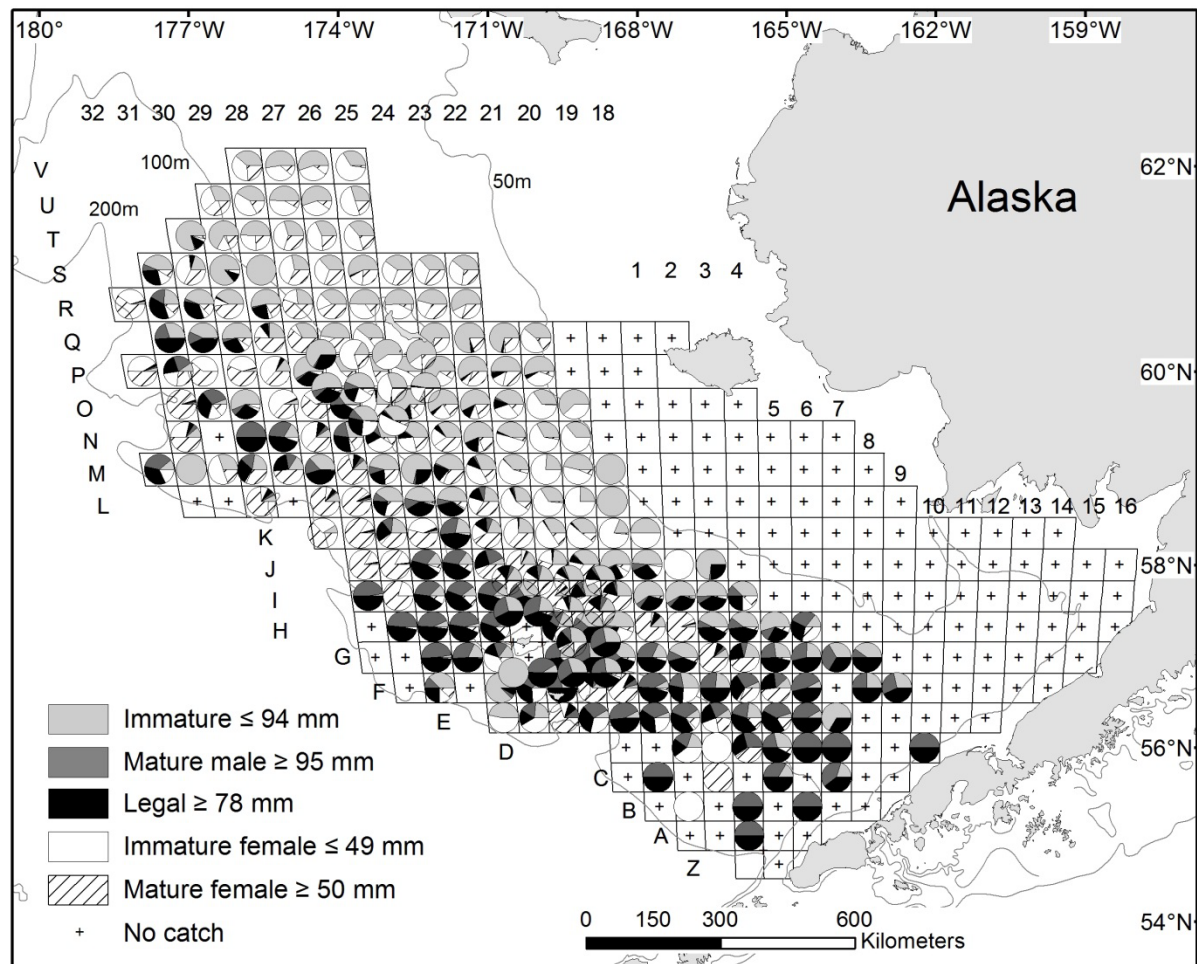 180° 177°W 174°W 171°W 168°W 165°W 162°W 159°W
32 31 30 29 28 27 26 25 24 23 22 21 20 19 18
100m
50m
62°N
V
U
200m
Alaska
T
S
1 2 3 4
R
Q
60°N
P
O
5 6 7
N
8
M
9
L
10 11 12 13 14 15 16
K
58°N
J
I
H
G
F
E
D
Immature ≤ 94 mm
Mature male ≥ 95 mm
Legal ≥ 78 mm
Immature female ≤ 49 mm
Mature female ≥ 50 mm
+ No catch
56°N
C
B
A
Z
54°N
0 150 300 600
Kilometers